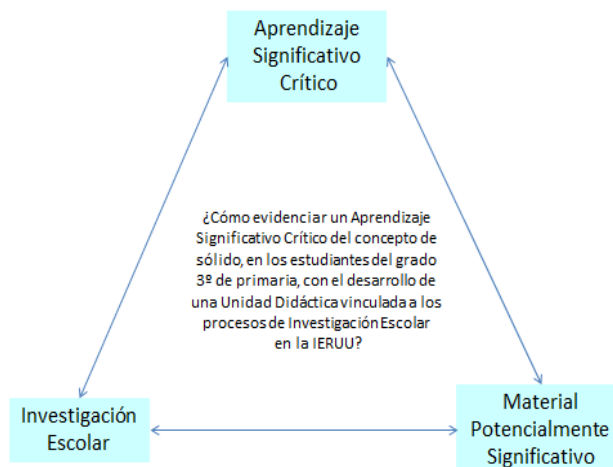 Aprendizaje
Significativo
Crítico
¿Cómo evidenciar un Aprendizaje
Significativo Crítico del concepto de
sólido, en los estudiantes del grado
3º de primaria, con el desarrollo de
una Unidad Didáctica vinculada a los
procesos de Investigación Escolar
en la IERUU?
Investigación
Escolar
Material
Potencialmente
Significativo